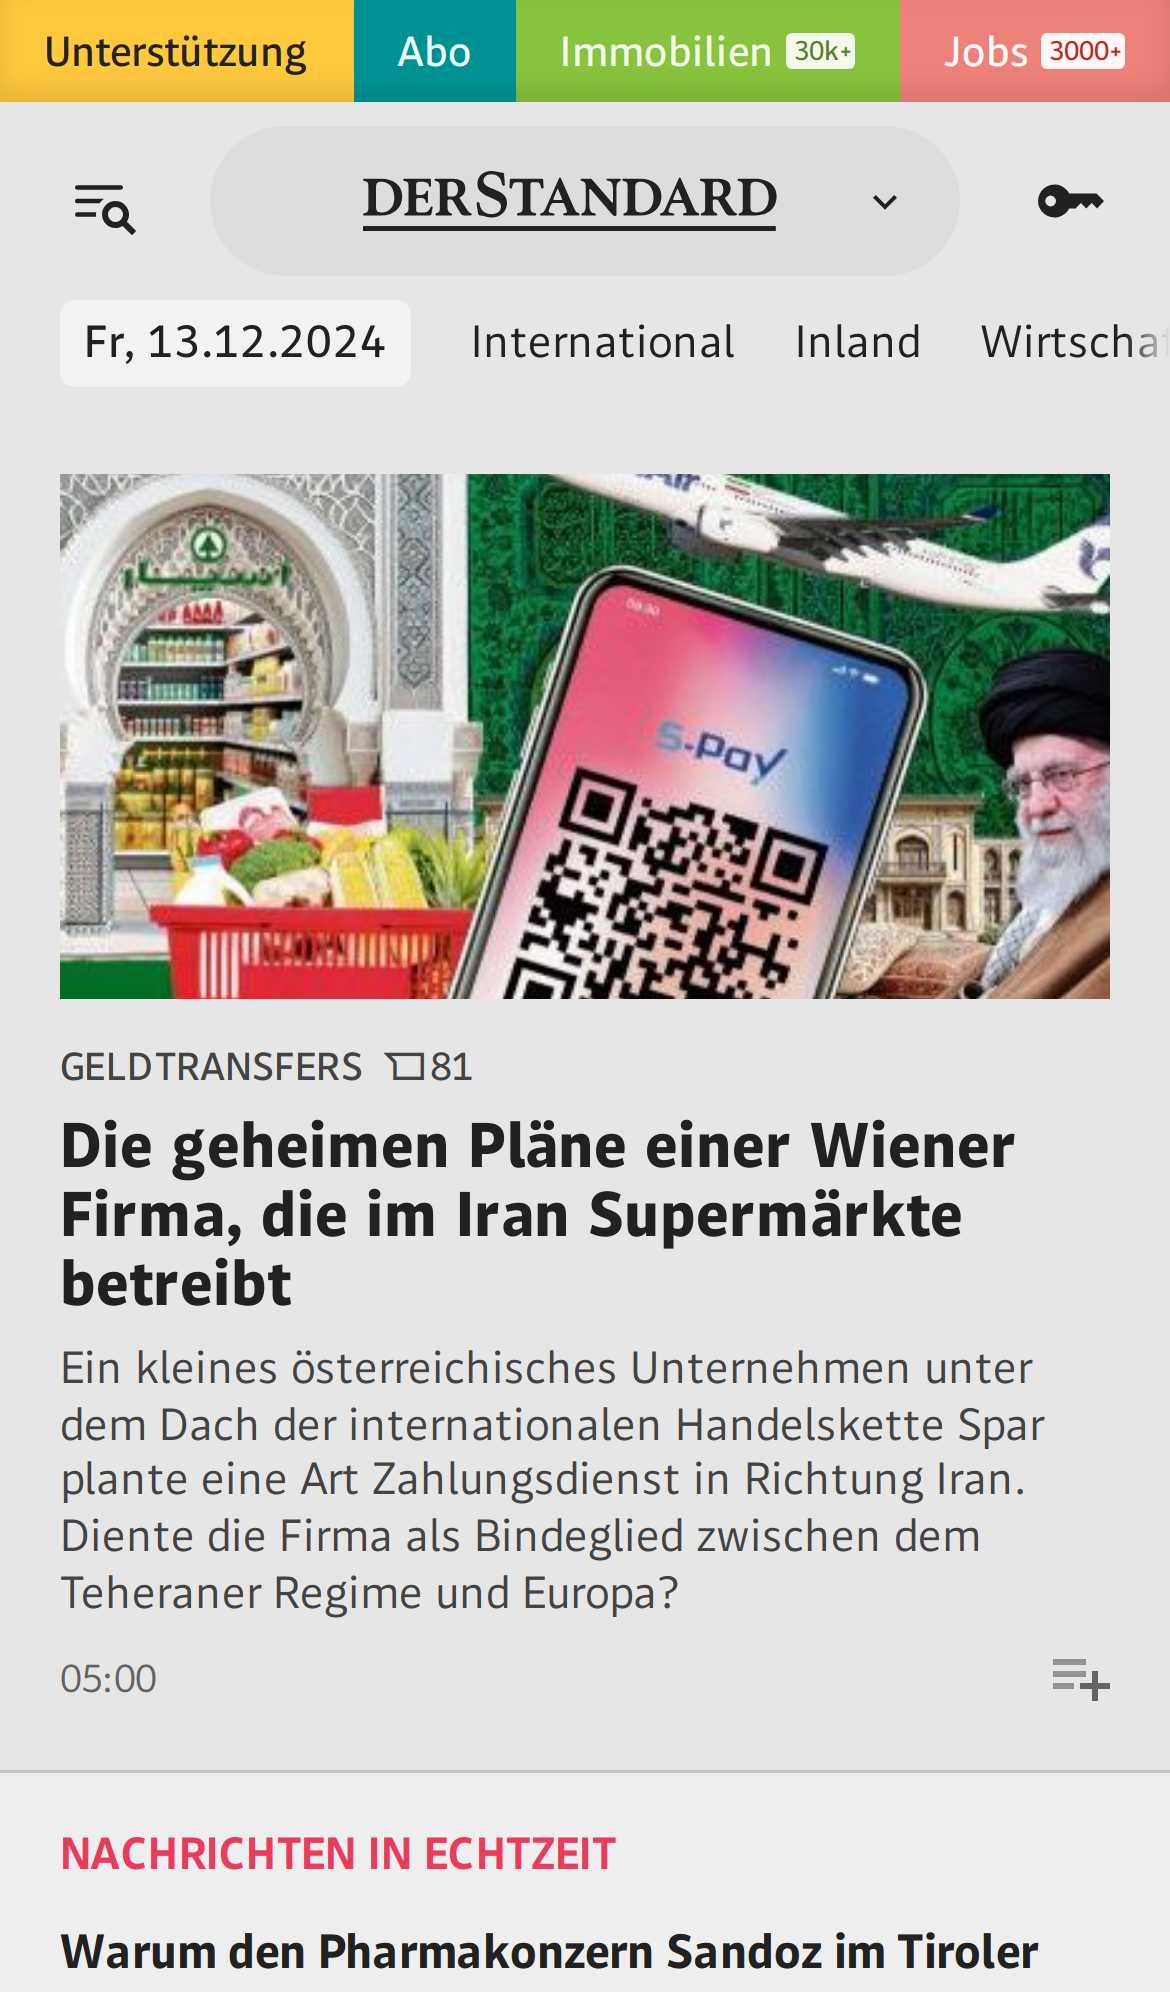 Unterstützung Abo Immobilien 30k+ Jobs 3000+
DERSTANDARD
Fr, 13.12.2024 International Inland Wirtscha
اسپار
S-Pay
GELDTRANSFERS 81
Die geheimen Pläne einer Wiener
Firma, die im Iran Supermärkte
betreibt
Ein kleines österreichisches Unternehmen unter
dem Dach der internationalen Handelskette Spar
plante eine Art Zahlungsdienst in Richtung Iran.
Diente die Firma als Bindeglied zwischen dem
Teheraner Regime und Europa?
05:00
NACHRICHTEN IN ECHTZEIT
Warum den Pharmakonzern Sandoz im Tiroler